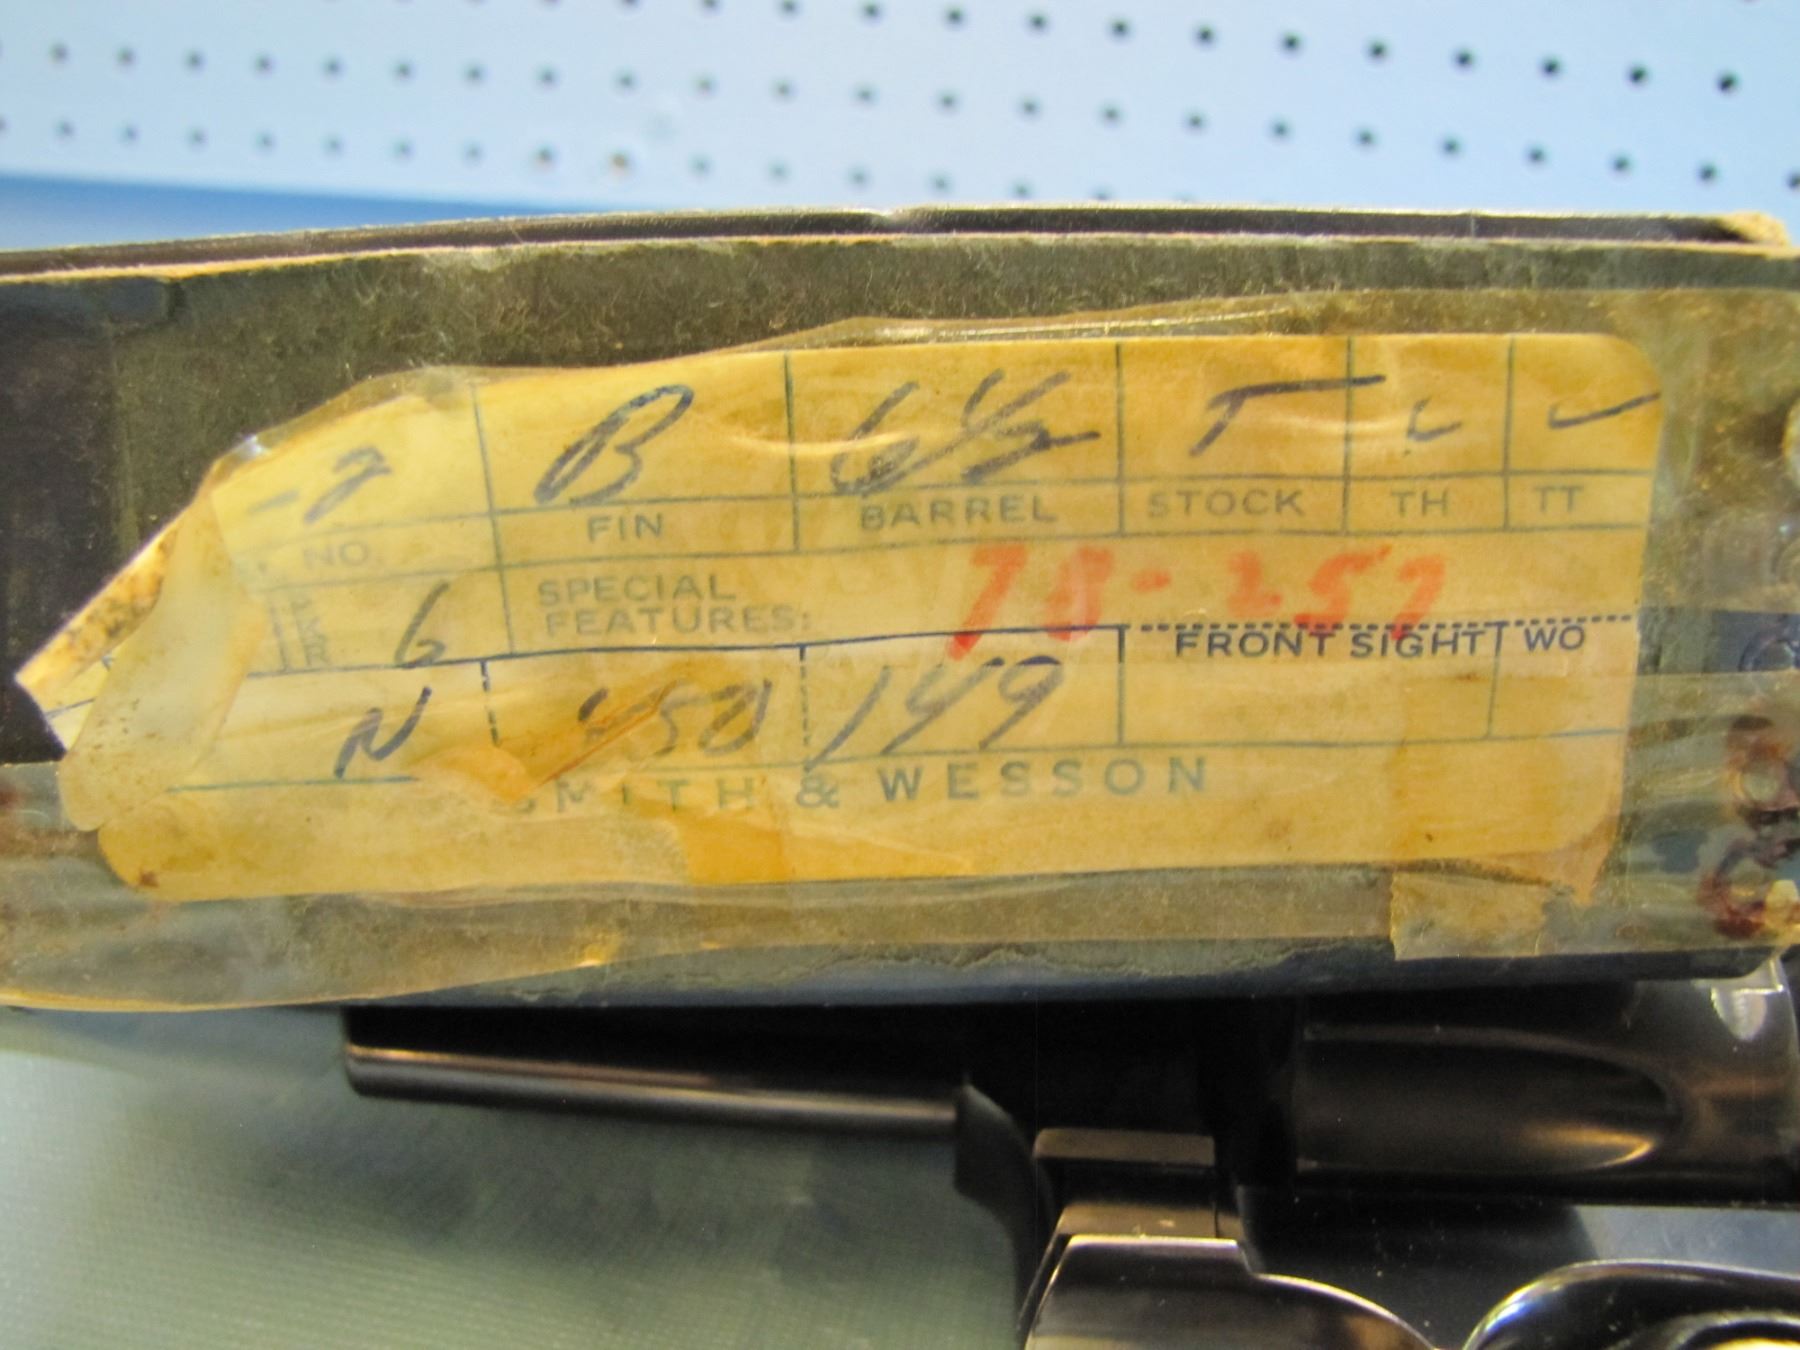 -2 B 6½ T
NO. FIN BARREL STOCK TH TT
6 SPECIAL
FEATURES: 78-257
FRONT SIGHT WO
N 450 149
SMITH & WESSON